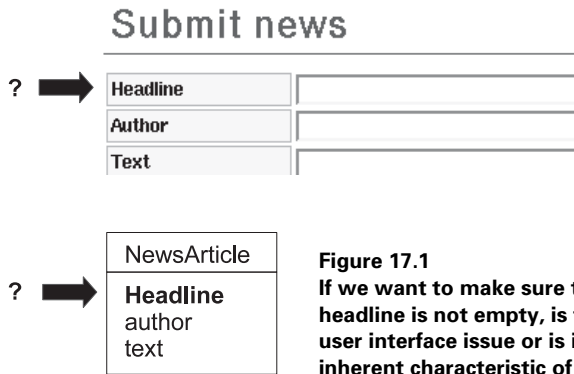 Submit news
?
Headline
Author
Text
NewsArticle
?
Headline
author
text
Figure 17.1
If we want to make sure
headline is not empty, is
user interface issue or is
inherent characteristic of